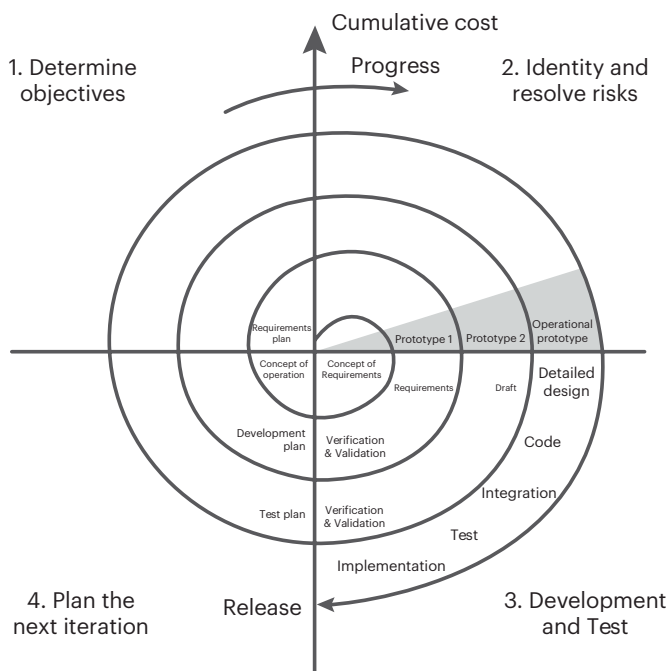 Cumulative cost
Progress
1. Determine
objectives
2. Identity and
resolve risks
Requirements
plan
Prototype 1
Prototype 2
Operational
prototype
Concept of
operation
Concept of
Requirements
Requirements
Draft
Detailed
design
Development
plan
Verification
& Validation
Code
Integration
Test plan
Verification
& Validation
Test
Implementation
4. Plan the
next iteration
Release
3. Development
and Test